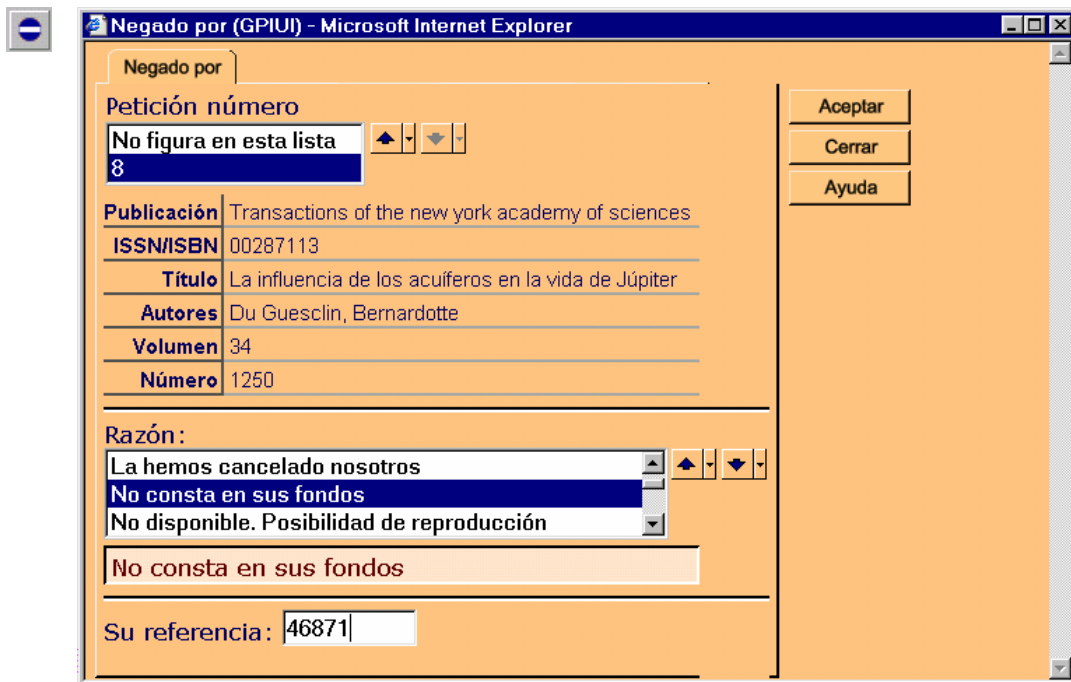 Negado por (GPIUI) - Microsoft Internet Explorer
Negado por
Petición número
No figura en esta lista
8
Aceptar
Cerrar
Ayuda
Publicación Transactions of the new york academy of sciences
ISSN/ISBN 00287113
Título La influencia de los acuíferos en la vida de Júpiter
Autores Du Guesclin, Bernardotte
Volumen 34
Número 1250
Razón:
La hemos cancelado nosotros
No consta en sus fondos
No disponible. Posibilidad de reproducción
No consta en sus fondos
Su referencia: 46871